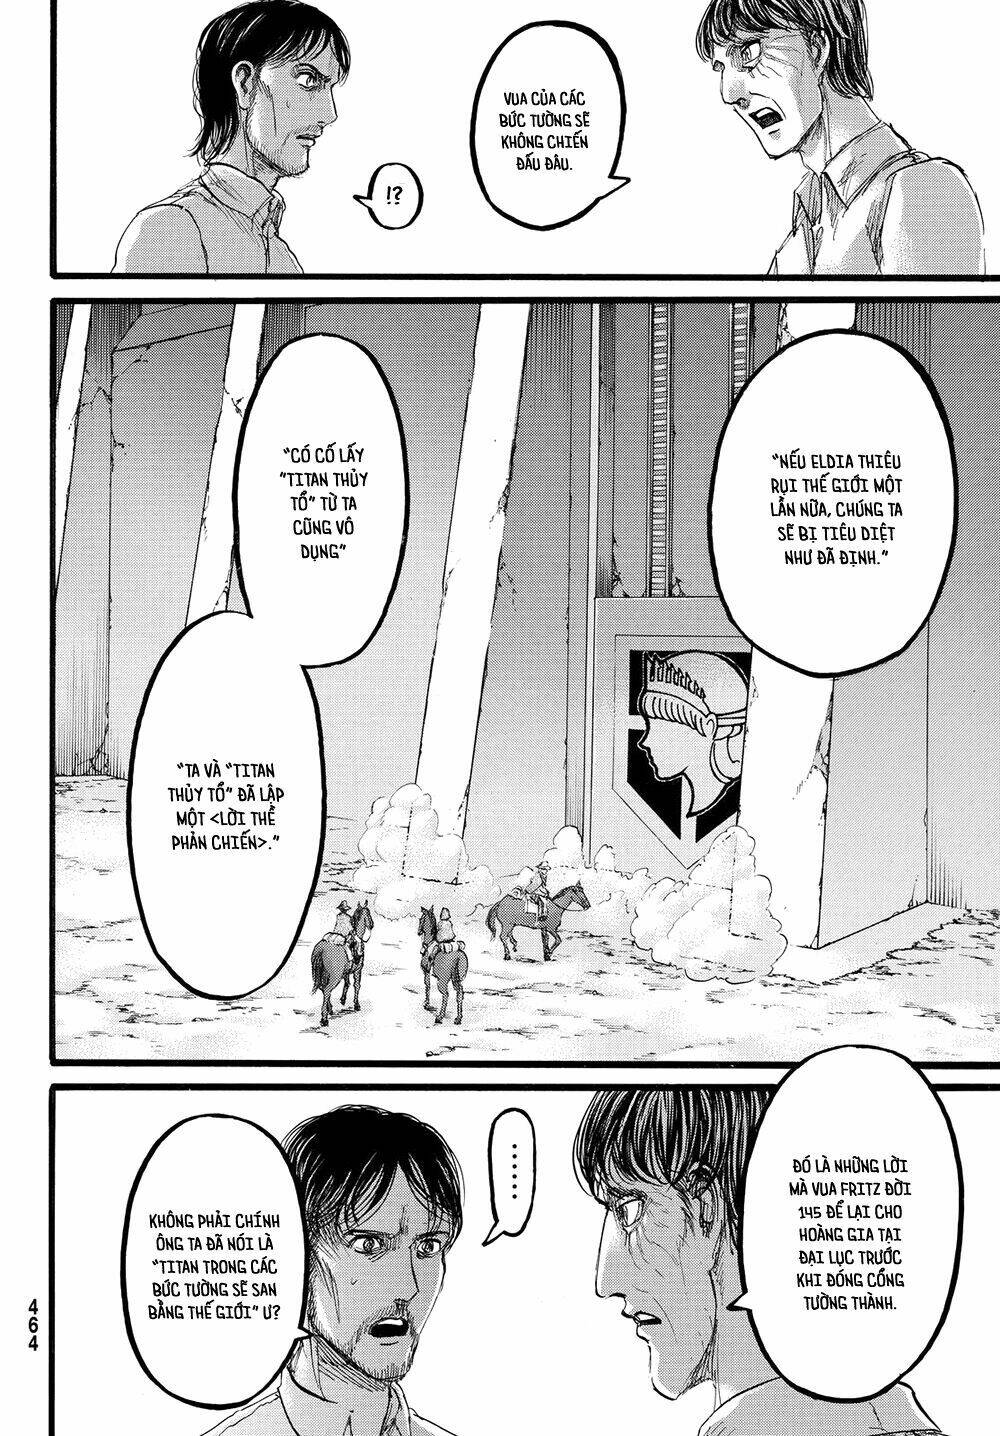 VUA CỦA CÁC
BỨC TƯỜNG SẼ
KHÔNG CHIẾN
ĐẤU ĐÂU.
!?
"NẾU ELDIA THIÊU
RỤI THẾ GIỚI MỘT
LẦN NỮA, CHÚNG TA
SẼ BỊ TIÊU DIỆT
NHƯ ĐÃ ĐỊNH."
"CÓ CỐ LẤY
"TITAN THỦY
TỔ" TỪ TA
CŨNG VÔ
DỤNG"
"TA VÀ "TITAN
THỦY TỔ" ĐÃ LẬP
MỘT <LỜI THỀ
PHẢN CHIẾN>."
ĐÓ LÀ NHỮNG LỜI
MÀ VUA FRITZ ĐỜI
145 ĐỂ LẠI CHO
HOÀNG GIA TẠI
ĐẠI LỤC TRƯỚC
KHI ĐÓNG CỔNG
TƯỜNG THÀNH.
......
KHÔNG PHẢI CHÍNH
ÔNG TA ĐÃ NÓI LÀ
"TITAN TRONG CÁC
BỨC TƯỜNG SẼ SAN
BẰNG THẾ GIỚI" Ư?
464